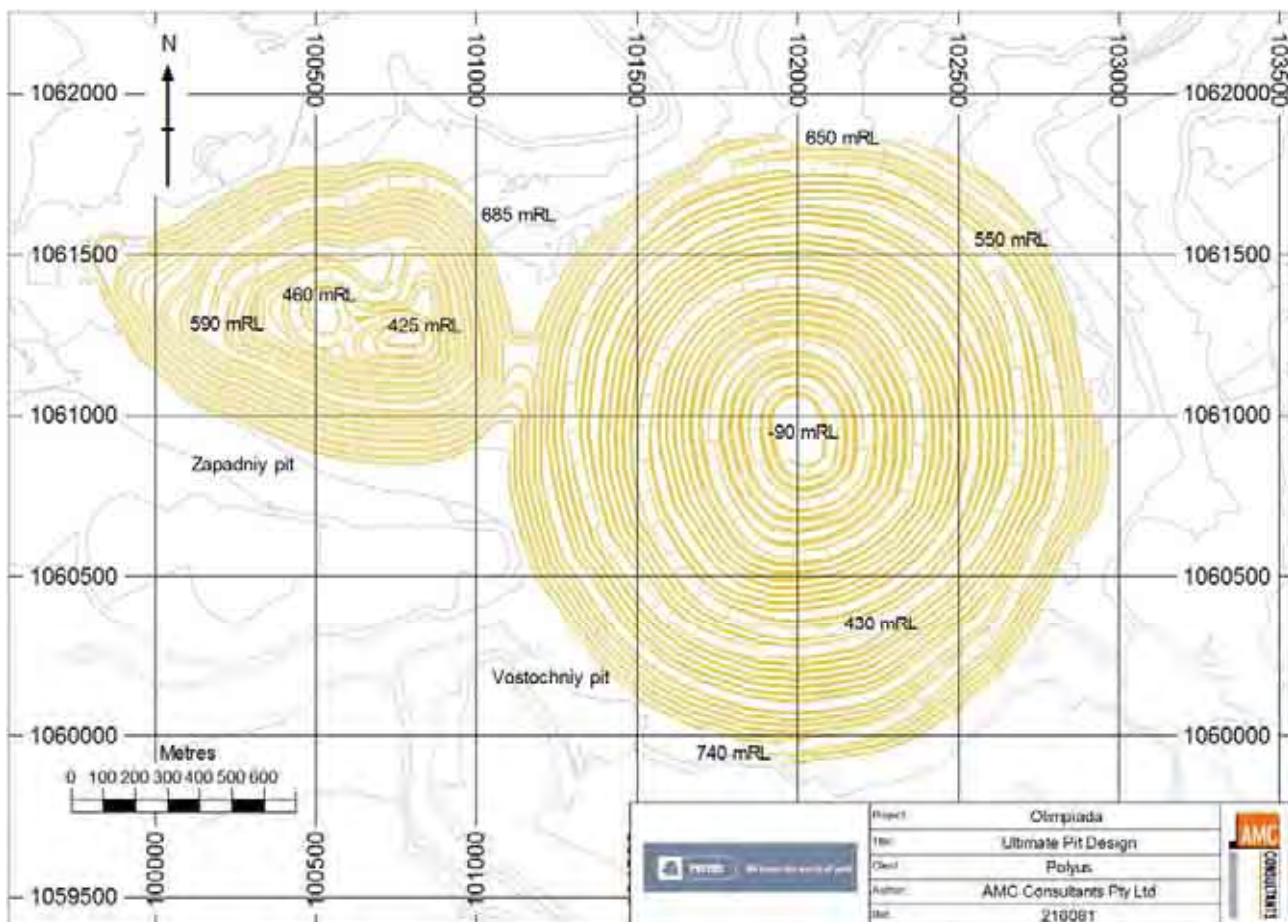 N
100500
101000
101500
102000
102500
103000
103500
1062000
1062000
650 mRL
685 mRL
550 mRL
1061500
1061500
460 mRL
590 mRL
425 mRL
1061000
1061000
-90 mRL
Zapadniy pit
1060500
1060500
430 mRL
Vostochniy pit
1060000
1060000
740 mRL
Metres
0 100 200 300 400 500 600
1059500
100000
100500
101000
Project: Olimpiada
Title: Ultimate Pit Design
Client: Polyus
Author: AMC Consultants Pty Ltd
216081
AMC
CONSULTANTS